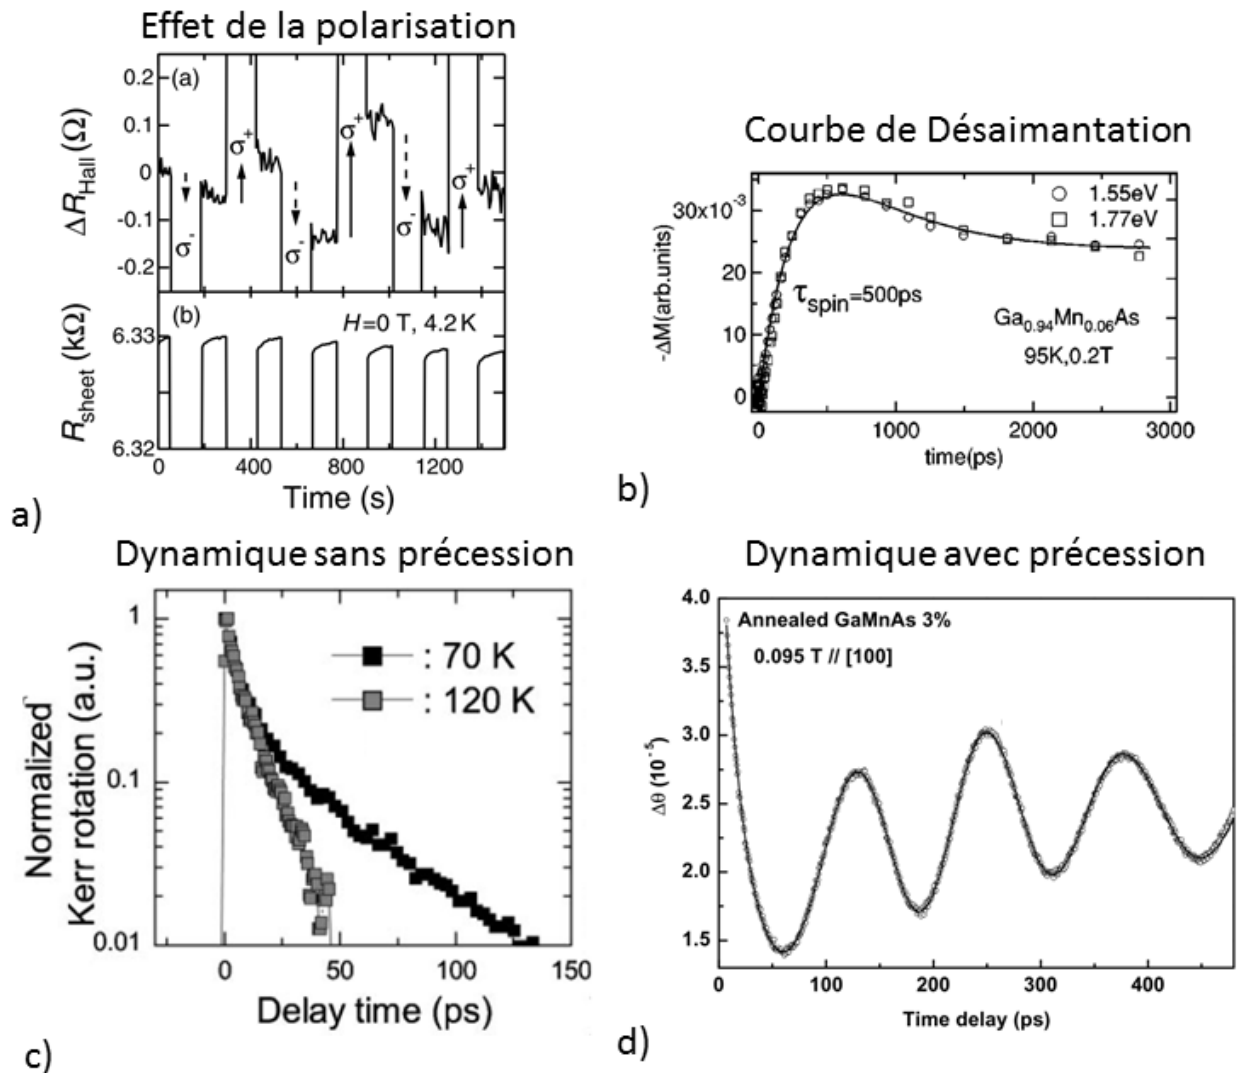 Effet de la polarisation
(a)
0.2
0.1
0
-0.1
-0.2
ΔR_Hall(Ω)
σ⁻
σ⁺
σ⁻
σ⁺
σ⁻
σ⁺
(b)
H=0 T, 4.2 K
6.33
6.32
R_sheet (kΩ)
0 400 800 1200
Time (s)
a)
Courbe de Désaimantation
30x10⁻³
20
10
0
-ΔM(arb.units)
1.55eV
1.77eV
τ_spin=500ps
Ga₀.₉₄Mn₀.₀₆As
95K,0.2T
0 1000 2000 3000
time(ps)
b)
Dynamique sans précession
1
0.1
0.01
Normalized
Kerr rotation (a.u.)
: 70 K
: 120 K
0 50 100 150
Delay time (ps)
c)
Dynamique avec précession
4.0
3.5
3.0
2.5
2.0
1.5
Δθ (10⁻⁵)
Annealed GaMnAs 3%
0.095 T // [100]
0 100 200 300 400
Time delay (ps)
d)